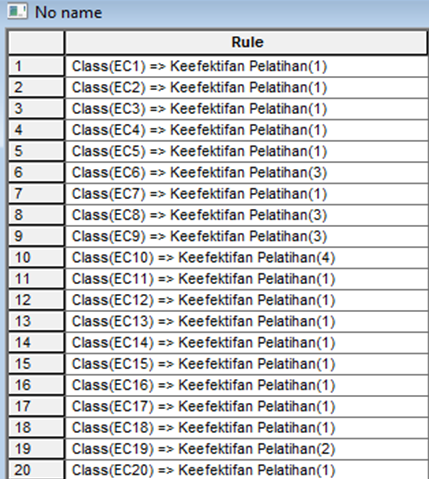 No name
Rule
1 Class(EC1) => Keefektifan Pelatihan(1)
2 Class(EC2) => Keefektifan Pelatihan(1)
3 Class(EC3) => Keefektifan Pelatihan(1)
4 Class(EC4) => Keefektifan Pelatihan(1)
5 Class(EC5) => Keefektifan Pelatihan(1)
6 Class(EC6) => Keefektifan Pelatihan(3)
7 Class(EC7) => Keefektifan Pelatihan(1)
8 Class(EC8) => Keefektifan Pelatihan(3)
9 Class(EC9) => Keefektifan Pelatihan(3)
10 Class(EC10) => Keefektifan Pelatihan(4)
11 Class(EC11) => Keefektifan Pelatihan(1)
12 Class(EC12) => Keefektifan Pelatihan(1)
13 Class(EC13) => Keefektifan Pelatihan(1)
14 Class(EC14) => Keefektifan Pelatihan(1)
15 Class(EC15) => Keefektifan Pelatihan(1)
16 Class(EC16) => Keefektifan Pelatihan(1)
17 Class(EC17) => Keefektifan Pelatihan(1)
18 Class(EC18) => Keefektifan Pelatihan(1)
19 Class(EC19) => Keefektifan Pelatihan(2)
20 Class(EC20) => Keefektifan Pelatihan(1)